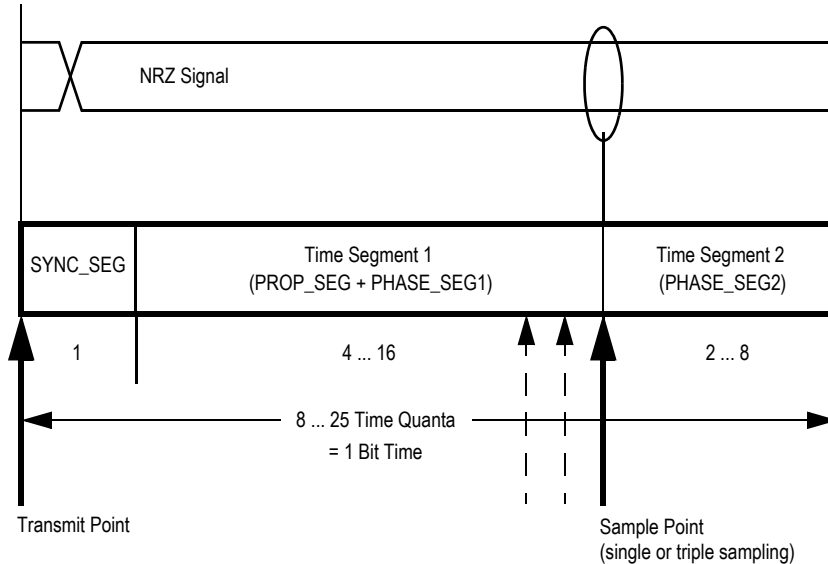 NRZ Signal
SYNC_SEG
Time Segment 1
(PROP_SEG + PHASE_SEG1)
Time Segment 2
(PHASE_SEG2)
1
4 ... 16
2 ... 8
8 ... 25 Time Quanta
= 1 Bit Time
Transmit Point
Sample Point
(single or triple sampling)